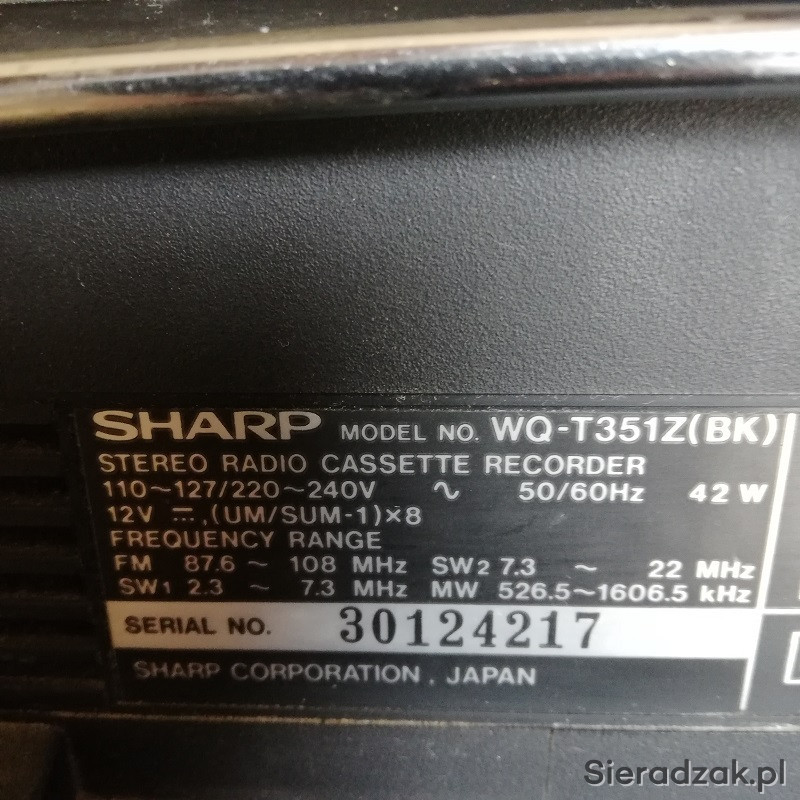 SHARP MODEL NO. WQ-T351Z(BK)
STEREO RADIO CASSETTE RECORDER
110~127/220~240V ∿ 50/60Hz 42W
12V ⎓,(UM/SUM-1)×8
FREQUENCY RANGE
FM 87.6 ~ 108 MHz SW2 7.3 ~ 22 MHz
SW1 2.3 ~ 7.3 MHz MW 526.5~1606.5 kHz
SERIAL NO. 30124217
SHARP CORPORATION, JAPAN
Sieradzak.pl